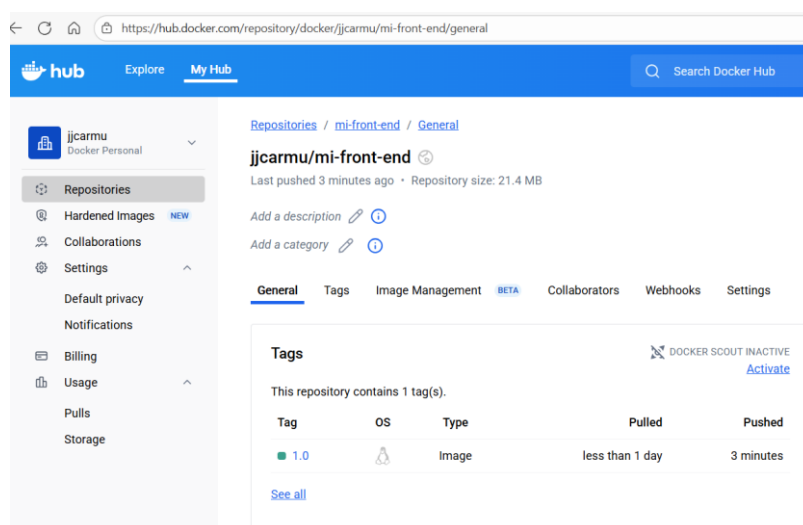 https://hub.docker.com/repository/docker/jjcarmu/mi-front-end/general
hub Explore My Hub Search Docker Hub
jjcarmu
Docker Personal
Repositories
Hardened Images NEW
Collaborations
Settings
Default privacy
Notifications
Billing
Usage
Pulls
Storage
Repositories / mi-front-end / General
jjcarmu/mi-front-end
Last pushed 3 minutes ago • Repository size: 21.4 MB
Add a description
Add a category
General Tags Image Management BETA Collaborators Webhooks Settings
Tags
DOCKER SCOUT INACTIVE
Activate
This repository contains 1 tag(s).
Tag OS Type Pulled Pushed
1.0 Image less than 1 day 3 minutes
See all